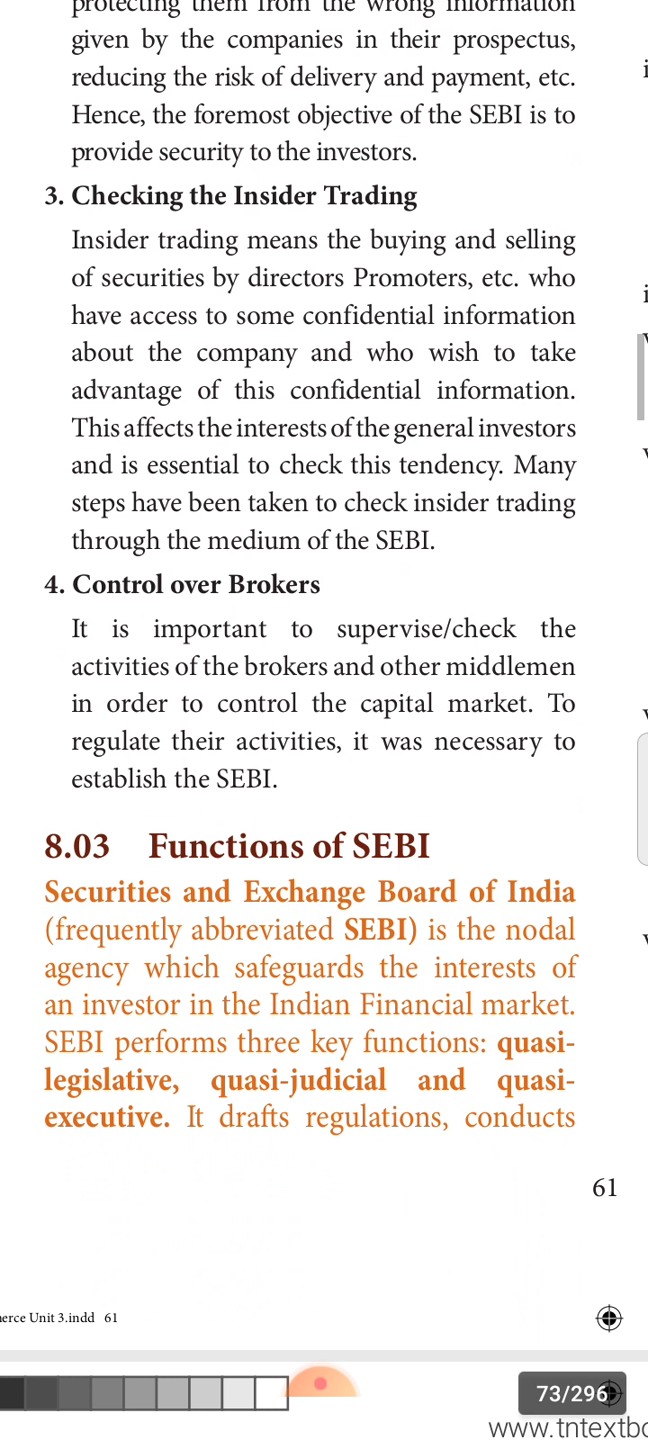 protecting them from the wrong information
given by the companies in their prospectus,
reducing the risk of delivery and payment, etc.
Hence, the foremost objective of the SEBI is to
provide security to the investors.
3. Checking the Insider Trading
Insider trading means the buying and selling
of securities by directors Promoters, etc. who
have access to some confidential information
about the company and who wish to take
advantage of this confidential information.
This affects the interests of the general investors
and is essential to check this tendency. Many
steps have been taken to check insider trading
through the medium of the SEBI.
4. Control over Brokers
It is important to supervise/check the
activities of the brokers and other middlemen
in order to control the capital market. To
regulate their activities, it was necessary to
establish the SEBI.
8.03 Functions of SEBI
Securities and Exchange Board of India
(frequently abbreviated SEBI) is the nodal
agency which safeguards the interests of
an investor in the Indian Financial market.
SEBI performs three key functions: quasi-
legislative, quasi-judicial and quasi-
executive. It drafts regulations, conducts
61
erce Unit 3.indd 61
73/296
www.tntextbo